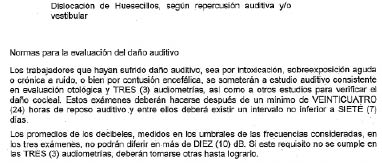 Dislocación de Huesecillos, según repercusión auditiva y/o
vestibular
Normas para la evaluación del daño auditivo
Los trabajadores que hayan sufrido daño auditivo, sea por intoxicación, sobreexposición aguda
o crónica a ruido, o bien por contusión encefálica, se someterán a estudio auditivo consistente
en evaluación otológica y TRES (3) audiometrías, así como a otros estudios para verificar el
daño cocleal. Estos exámenes deberán hacerse después de un mínimo de VEINTICUATRO
(24) horas de reposo auditivo y entre ellos deberá existir un intervalo no inferior a SIETE (7)
días.
Los promedios de los decibeles, medidos en los umbrales de las frecuencias consideradas, en
los tres exámenes, no podrán diferir en más de DIEZ (10) dB. Si este requisito no se cumple en
las TRES (3) audiometrías, deberán tomarse otras hasta lograrlo.